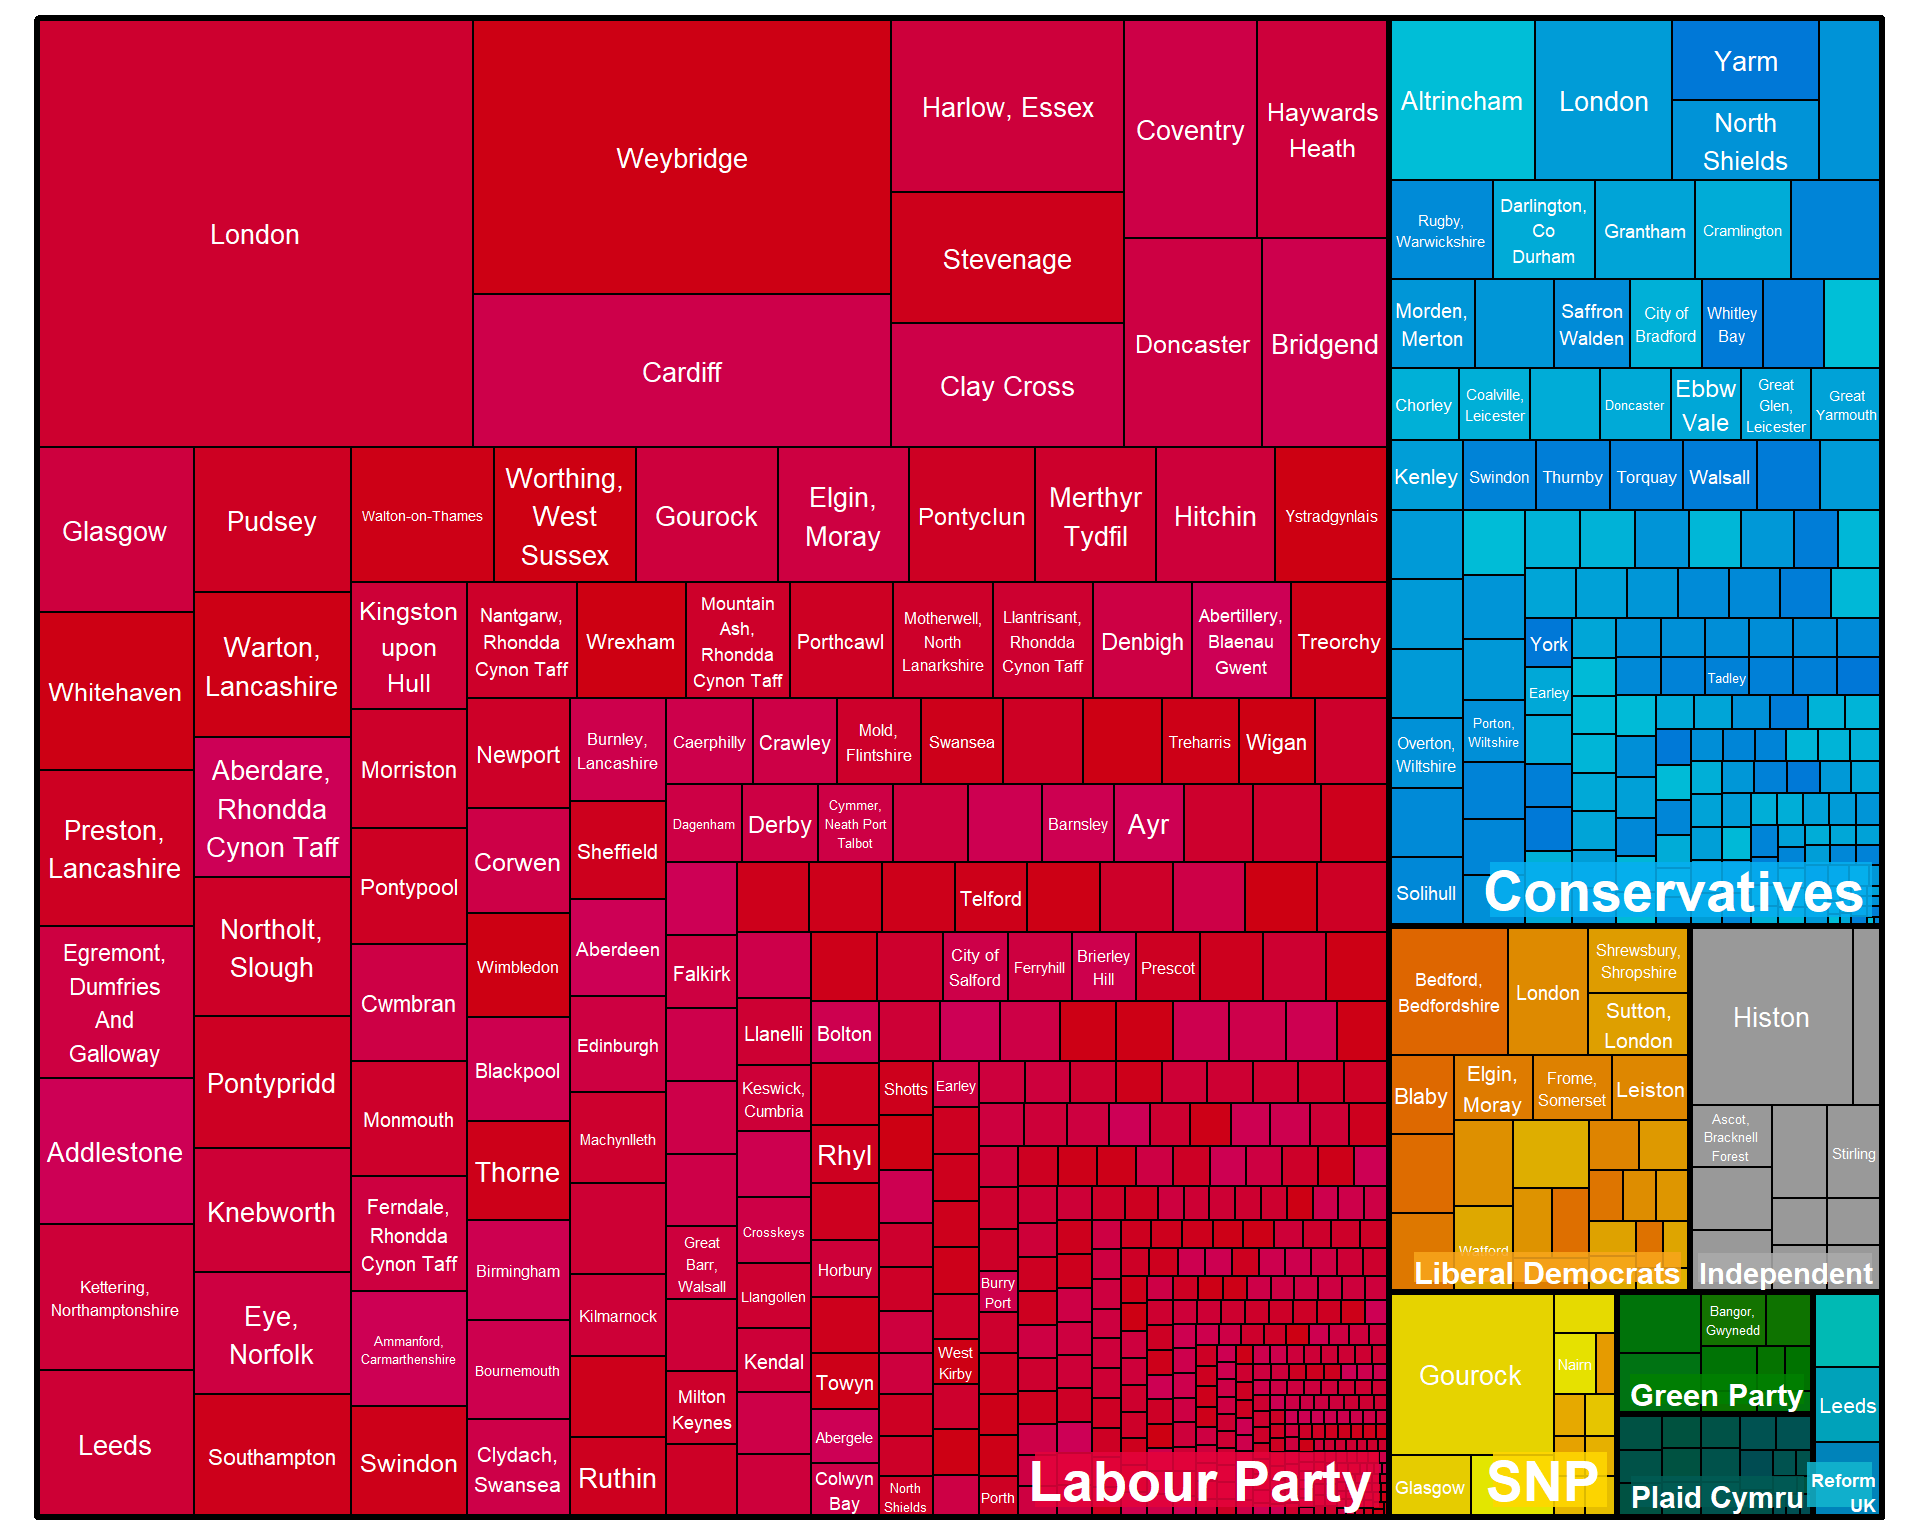 London
Weybridge
Cardiff
Harlow, Essex
Stevenage
Clay Cross
Coventry
Haywards
Heath
Doncaster
Bridgend
Glasgow
Whitehaven
Preston,
Lancashire
Egremont,
Dumfries
And
Galloway
Addlestone
Kettering,
Northamptonshire
Leeds
Pudsey
Warton,
Lancashire
Aberdare,
Rhondda
Cynon Taff
Northolt,
Slough
Pontypridd
Knebworth
Eye,
Norfolk
Southampton
Walton-on-Thames
Worthing,
West
Sussex
Gourock
Elgin,
Moray
Pontyclun
Merthyr
Tydfil
Hitchin
Ystradgynlais
Kingston
upon
Hull
Morriston
Pontypool
Cwmbran
Monmouth
Ferndale,
Rhondda
Cynon Taff
Ammanford,
Carmarthenshire
Swindon
Nantgarw,
Rhondda
Cynon Taff
Wrexham
Mountain
Ash,
Rhondda
Cynon Taff
Porthcawl
Motherwell,
North
Lanarkshire
Llantrisant,
Rhondda
Cynon Taff
Denbigh
Abertillery,
Blaenau
Gwent
Treorchy
Newport
Corwen
Wimbledon
Blackpool
Thorne
Birmingham
Bournemouth
Clydach,
Swansea
Burnley,
Lancashire
Sheffield
Aberdeen
Edinburgh
Machynlleth
Kilmarnock
Ruthin
Caerphilly
Crawley
Mold,
Flintshire
Swansea
Treharris
Wigan
Dagenham
Derby
Cymmer,
Neath Port
Talbot
Barnsley
Ayr
Falkirk
Great
Barr,
Walsall
Milton
Keynes
Telford
Llanelli
Keswick,
Cumbria
Crosskeys
Llangollen
Kendal
City of
Salford
Ferryhill
Brierley
Hill
Prescot
Bolton
Rhyl
Horbury
Towyn
Abergele
Colwyn
Bay
Shotts
North
Shields
Earley
West
Kirby
Burry
Port
Porth
Labour Party
Altrincham
London
Yarm
North
Shields
Rugby,
Warwickshire
Darlington,
Co
Durham
Grantham
Cramlington
Morden,
Merton
Saffron
Walden
City of
Bradford
Whitley
Bay
Chorley
Coalville,
Leicester
Doncaster
Ebbw
Vale
Great
Glen,
Leicester
Great
Yarmouth
Kenley
Swindon
Thurnby
Torquay
Walsall
Overton,
Wiltshire
Solihull
Porton,
Wiltshire
York
Earley
Tadley
Conservatives
Bedford,
Bedfordshire
London
Shrewsbury,
Shropshire
Sutton,
London
Blaby
Elgin,
Moray
Frome,
Somerset
Leiston
Watford
Liberal Democrats
Histon
Ascot,
Bracknell
Forest
Stirling
Independent
Gourock
Nairn
Glasgow
SNP
Bangor,
Gwynedd
Green Party
Plaid Cymru
Leeds
Reform
UK